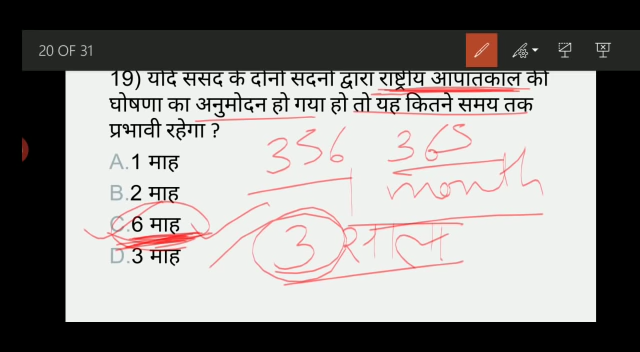 20 OF 31
19) यदि संसद के दोनों सदनों द्वारा राष्ट्रीय आपातकाल की
घोषणा का अनुमोदन हो गया हो तो यह कितने समय तक
प्रभावी रहेगा ?
356 365
month
A.1 माह
B.2 माह
C.6 माह
3 साल
D.3 माह